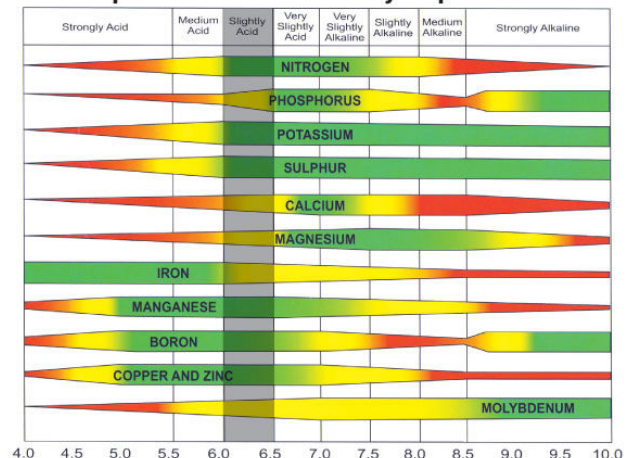 Strongly Acid
Medium
Acid
Slightly
Acid
Very
Slightly
Acid
Very
Slightly
Alkaline
Slightly
Alkaline
Medium
Alkaline
Strongly Alkaline
NITROGEN
PHOSPHORUS
POTASSIUM
SULPHUR
CALCIUM
MAGNESIUM
IRON
MANGANESE
BORON
COPPER AND ZINC
MOLYBDENUM
4.0 4.5 5.0 5.5 6.0 6.5 7.0 7.5 8.0 8.5 9.0 10.0